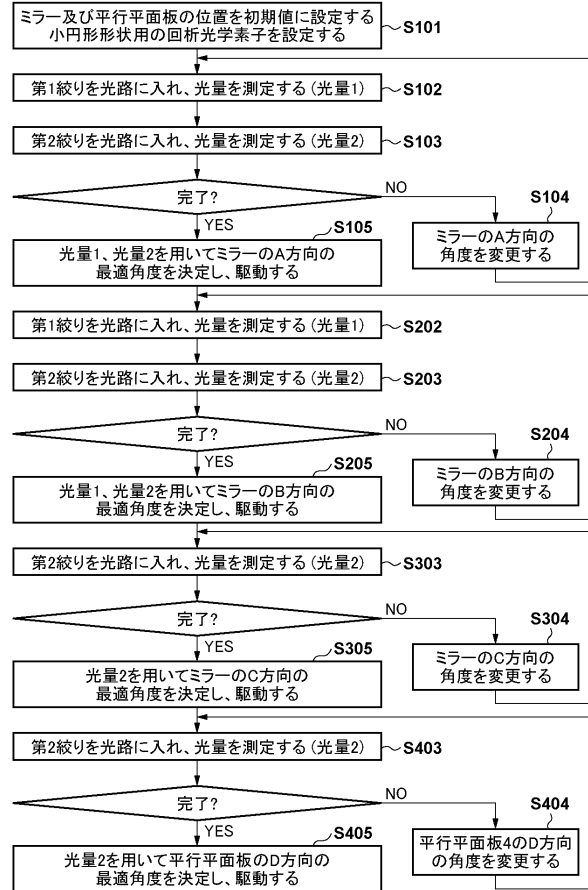 ミラー及び平行平面板の位置を初期値に設定する
小円形形状用の回析光学素子を設定する
S101
第1絞りを光路に入れ、光量を測定する(光量1)
S102
第2絞りを光路に入れ、光量を測定する(光量2)
S103
完了?
NO
S104
YES
S105
ミラーのA方向の
角度を変更する
光量1、光量2を用いてミラーのA方向の
最適角度を決定し、駆動する
第1絞りを光路に入れ、光量を測定する(光量1)
S202
第2絞りを光路に入れ、光量を測定する(光量2)
S203
完了?
NO
S204
YES
S205
ミラーのB方向の
角度を変更する
光量1、光量2を用いてミラーのB方向の
最適角度を決定し、駆動する
第2絞りを光路に入れ、光量を測定する(光量2)
S303
完了?
NO
S304
YES
S305
ミラーのC方向の
角度を変更する
光量2を用いてミラーのC方向の
最適角度を決定し、駆動する
第2絞りを光路に入れ、光量を測定する(光量2)
S403
完了?
NO
S404
YES
S405
平行平面板4のD方向
の角度を変更する
光量2を用いて平行平面板のD方向の
最適角度を決定し、駆動する